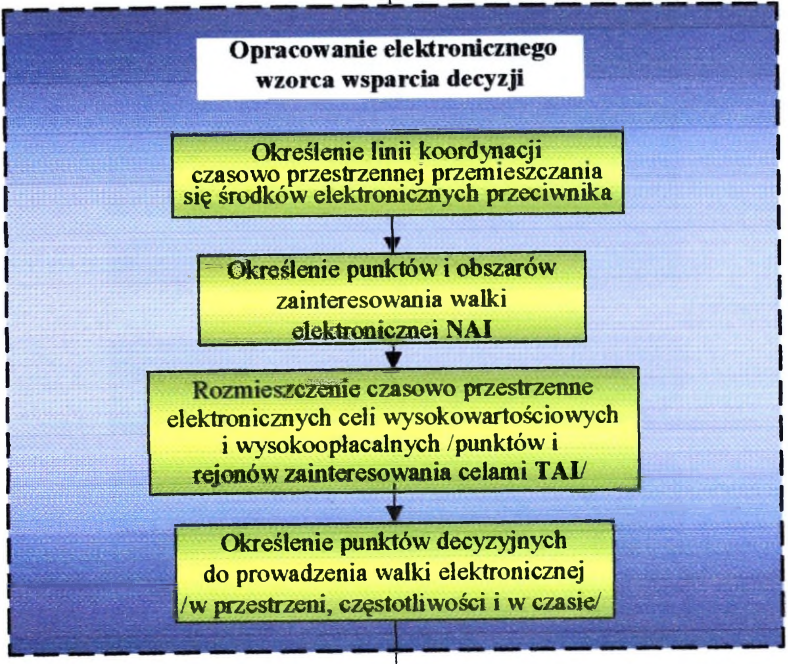 Opracowanie elektronicznego
wzorca wsparcia decyzji
Określenie linii koordynacji
czasowo przestrzennej przemieszczania
się środków elektronicznych przeciwnika
Określenie punktów i obszarów
zainteresowania walki
elektronicznej NAI
Rozmieszczenie czasowo przestrzenne
elektronicznych celi wysokowartościowych
i wysokoopłacalnych /punktów i
rejonów zainteresowania celami TAI/
Określenie punktów decyzyjnych
do prowadzenia walki elektronicznej
/w przestrzeni, częstotliwości i w czasie/